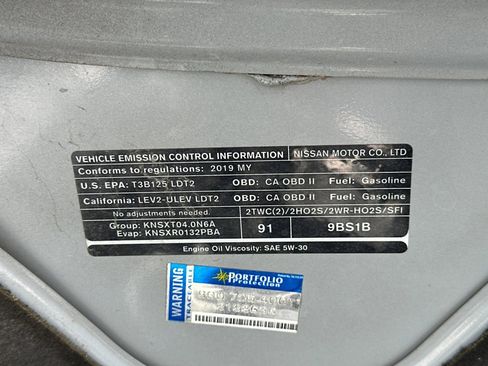 VEHICLE EMISSION CONTROL INFORMATION NISSAN MOTOR CO., LTD
Conforms to regulations: 2019 MY
U.S. EPA: T3B125 LDT2 OBD: CA OBD II Fuel: Gasoline
California: LEV2-ULEV LDT2 OBD: CA OBD II Fuel: Gasoline
No adjustments needed. 2TWC(2)/2HO2S/2WR-HO2S/SFI
Group: KNSXT04.0N6A
Evap: KNSXR0132PBA
91 9BS1B
Engine Oil Viscosity: SAE 5W-30
WARNING
TRACEABLE
PORTFOLIO
Protection